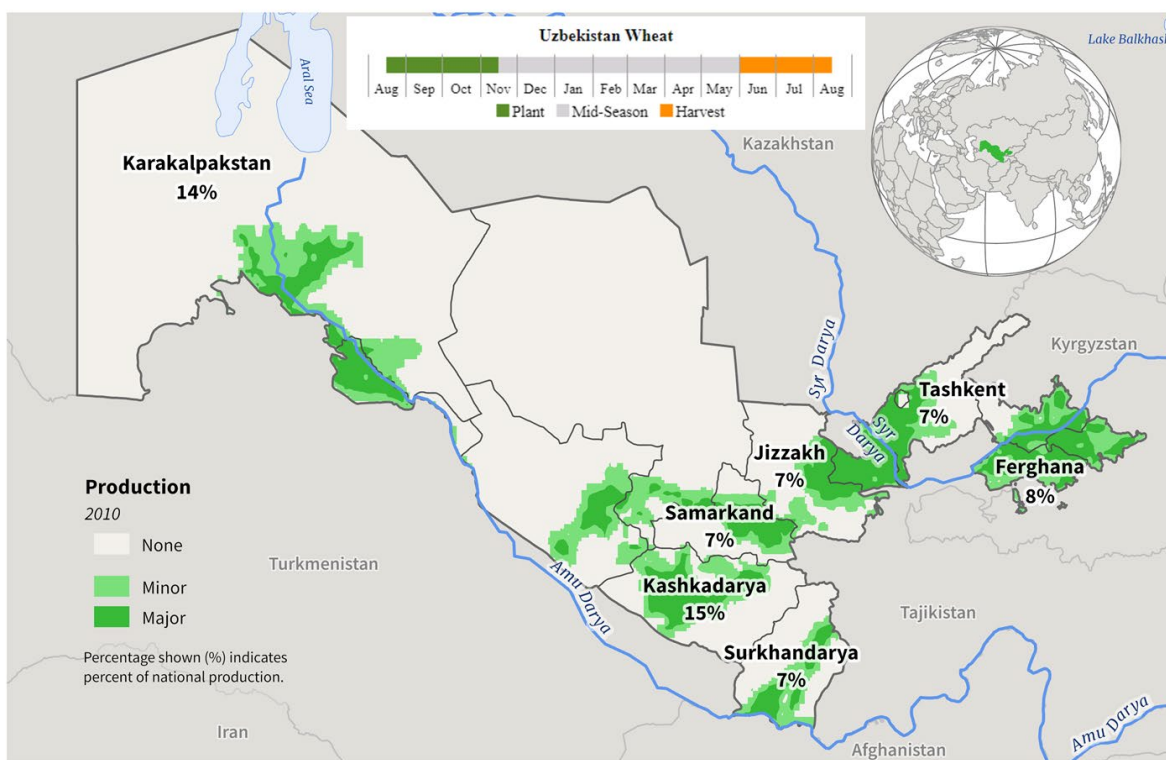 Uzbekistan Wheat
Aug Sep Oct Nov Dec Jan Feb Mar Apr May Jun Jul Aug
Plant Mid-Season Harvest
Aral Sea
Lake Balkhash
Kazakhstan
Karakalpakstan
14%
Syr Darya
Kyrgyzstan
Tashkent
7%
Syr
Darya
Jizzakh
7%
Ferghana
8%
Samarkand
7%
Production
2010
None
Minor
Major
Percentage shown (%) indicates
percent of national production.
Turkmenistan
Amu Darya
Kashkadarya
15%
Tajikistan
Surkhandarya
7%
Iran
Afghanistan
Amu Darya